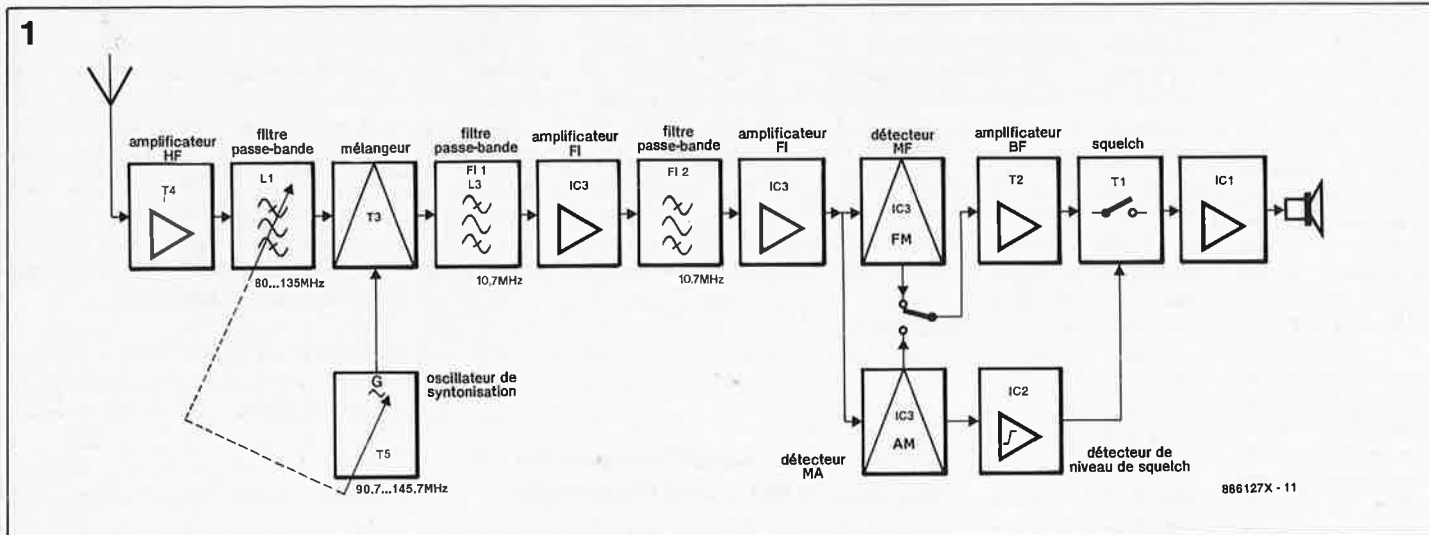 1
amplificateur
HF
T4
filtre
passe-bande
L1
80...135MHz
mélangeur
T3
filtre
passe-bande
FI 1
L3
10,7MHz
amplificateur
FI
IC3
filtre
passe-bande
FI 2
10.7MHz
amplificateur
FI
IC3
détecteur
MF
IC3
FM
amplificateur
BF
T2
squelch
T1
IC1
G
T5
oscillateur de
syntonisation
90.7...145.7MHz
IC3
AM
détecteur
MA
IC2
détecteur de
niveau de squelch
886127X - 11